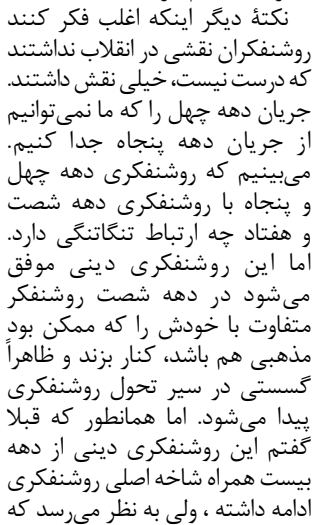 نکتهٔ دیگر اینکه اغلب فکر کنند
روشنفکران نقشی در انقلاب نداشتند
که درست نیست، خیلی نقش داشتند.
جریان دهه چهل را که ما نمی‌توانیم
از جریان دهه پنجاه جدا کنیم.
می‌بینیم که روشنفکری دهه چهل
و پنجاه با روشنفکری دهه شصت
و هفتاد چه ارتباط تنگاتنگی دارد.
اما این روشنفکری دینی موفق
می‌شود در دهه شصت روشنفکر
متفاوت با خودش را که ممکن بود
مذهبی هم باشد، کنار بزند و ظاهراً
گسستی در سیر تحول روشنفکری
پیدا می‌شود. اما همانطور که قبلا
گفتم این روشنفکری دینی از دهه
بیست همراه شاخه اصلی روشنفکری
ادامه داشته ، ولی به نظر می‌رسد که